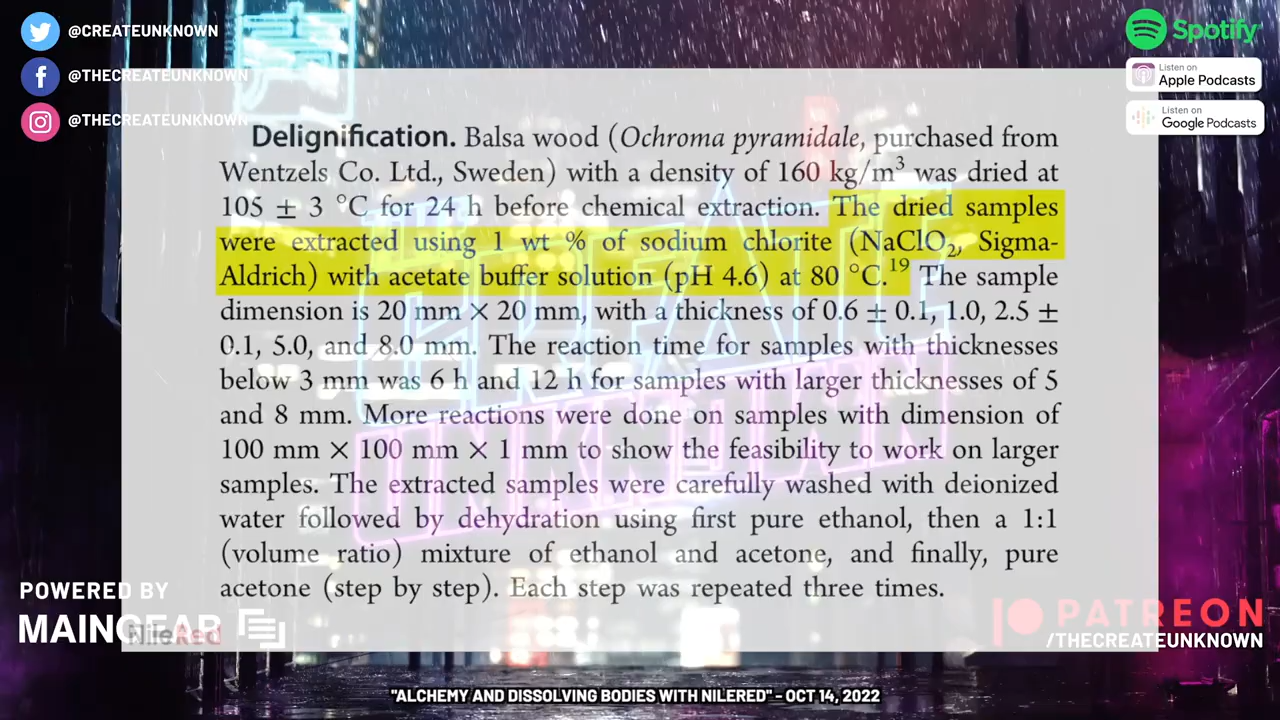 @CREATEUNKNOWN
@THECREATEUNKNOWN
@THECREATEUNKNOWN
Spotify
Listen on
Apple Podcasts
Listen on
Google Podcasts
Delignification. Balsa wood (Ochroma pyramidale, purchased from
Wentzels Co. Ltd., Sweden) with a density of 160 kg/m³ was dried at
105 ± 3 °C for 24 h before chemical extraction. The dried samples
were extracted using 1 wt % of sodium chlorite (NaClO₂, Sigma-
Aldrich) with acetate buffer solution (pH 4.6) at 80 °C.¹⁹ The sample
dimension is 20 mm × 20 mm, with a thickness of 0.6 ± 0.1, 1.0, 2.5 ±
0.1, 5.0, and 8.0 mm. The reaction time for samples with thicknesses
below 3 mm was 6 h and 12 h for samples with larger thicknesses of 5
and 8 mm. More reactions were done on samples with dimension of
100 mm × 100 mm × 1 mm to show the feasibility to work on larger
samples. The extracted samples were carefully washed with deionized
water followed by dehydration using first pure ethanol, then a 1:1
(volume ratio) mixture of ethanol and acetone, and finally, pure
acetone (step by step). Each step was repeated three times.
THE
CREATE
UNKNOWN
POWERED BY
MAINGEAR
NileRed
PATREON
/THECREATEUNKNOWN
"ALCHEMY AND DISSOLVING BODIES WITH NILERED" - OCT 14, 2022